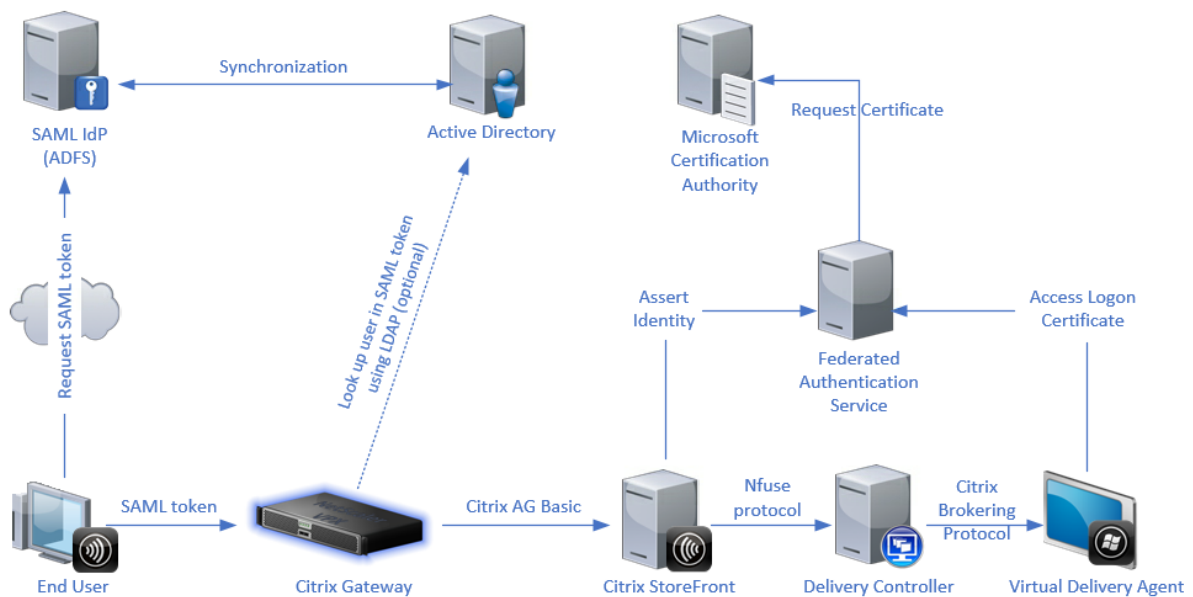 Synchronization
SAML IdP
(ADFS)
Active Directory
Request Certificate
Microsoft
Certification
Authority
Request SAML token
Look up user in SAML token
using LDAP (optional)
Assert
Identity
Access Logon
Certificate
Federated
Authentication
Service
SAML token
Citrix AG Basic
Nfuse
protocol
Citrix
Brokering
Protocol
End User
Citrix Gateway
Citrix StoreFront
Delivery Controller
Virtual Delivery Agent